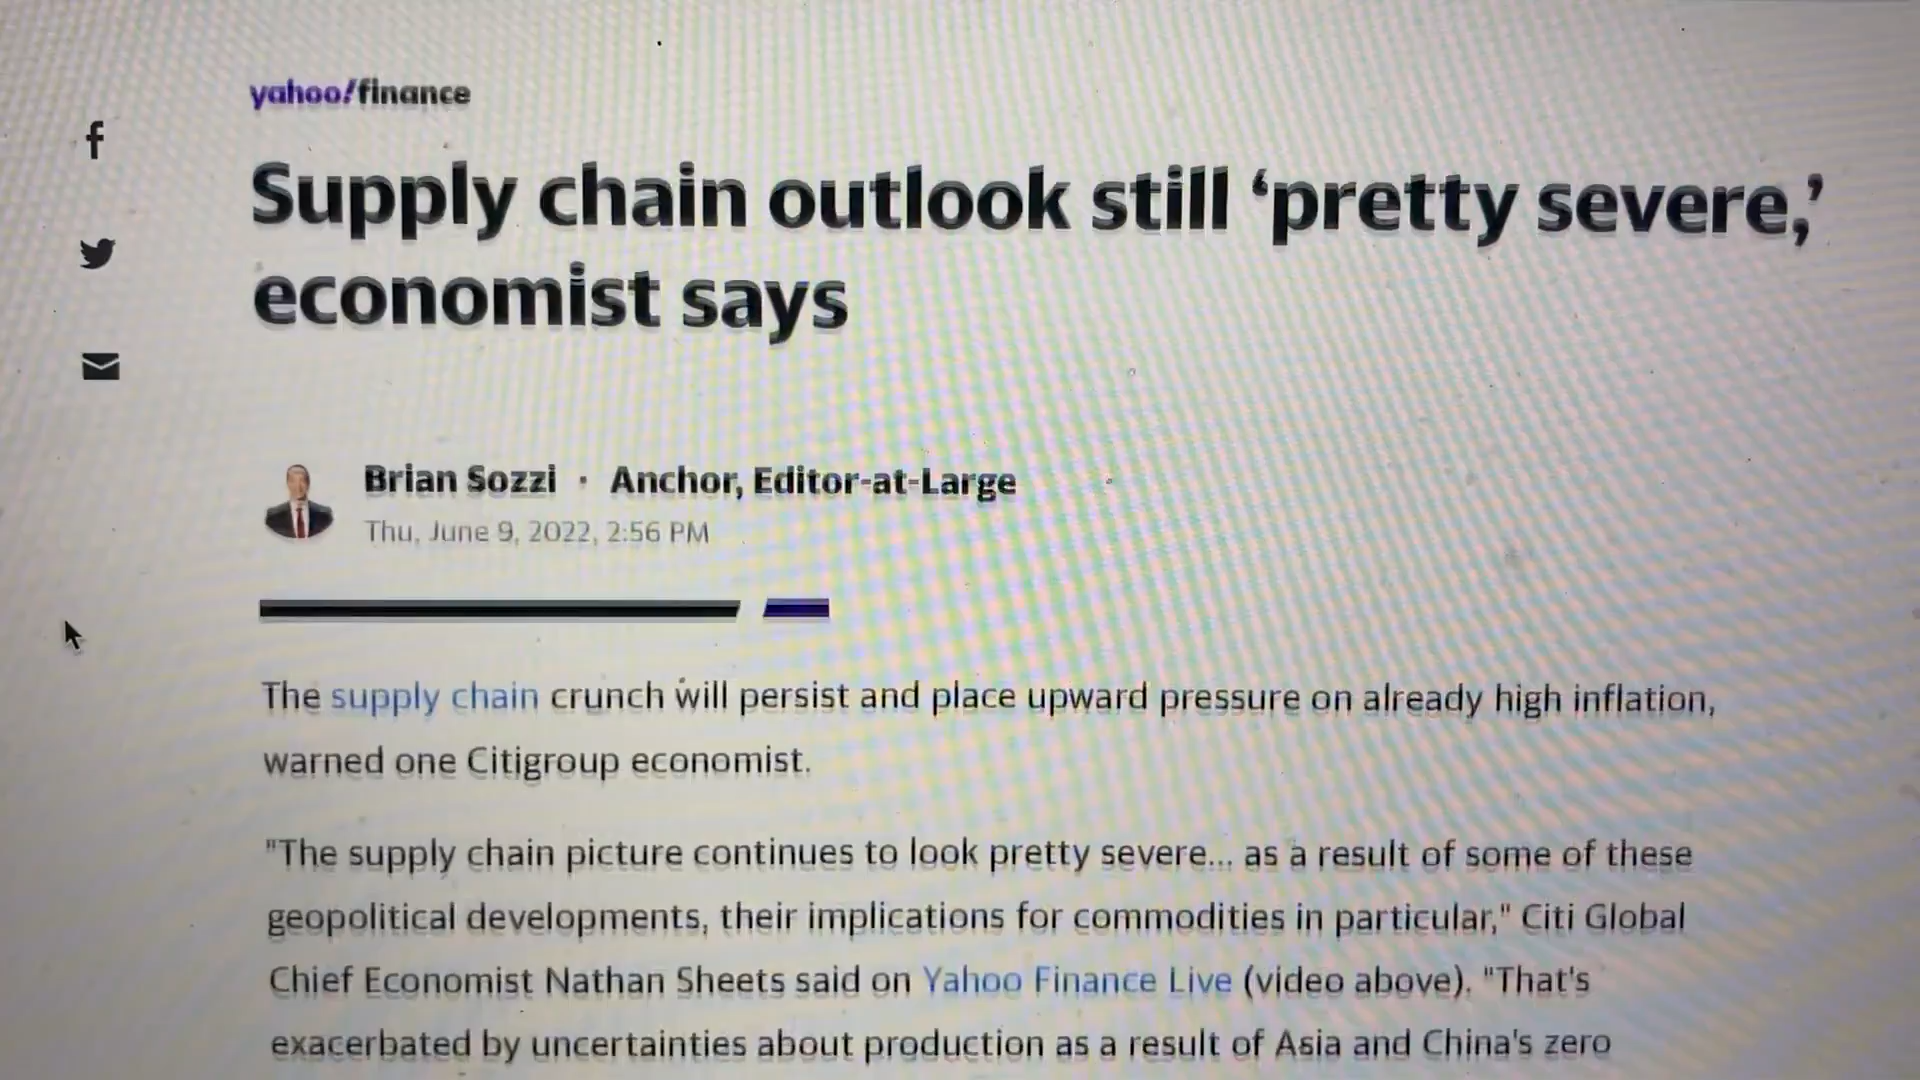 yahoo!finance
Supply chain outlook still ‘pretty severe,’
economist says
Brian Sozzi · Anchor, Editor-at-Large
Thu, June 9, 2022, 2:56 PM
The supply chain crunch will persist and place upward pressure on already high inflation,
warned one Citigroup economist.
"The supply chain picture continues to look pretty severe... as a result of some of these
geopolitical developments, their implications for commodities in particular," Citi Global
Chief Economist Nathan Sheets said on Yahoo Finance Live (video above). "That's
exacerbated by uncertainties about production as a result of Asia and China's zero